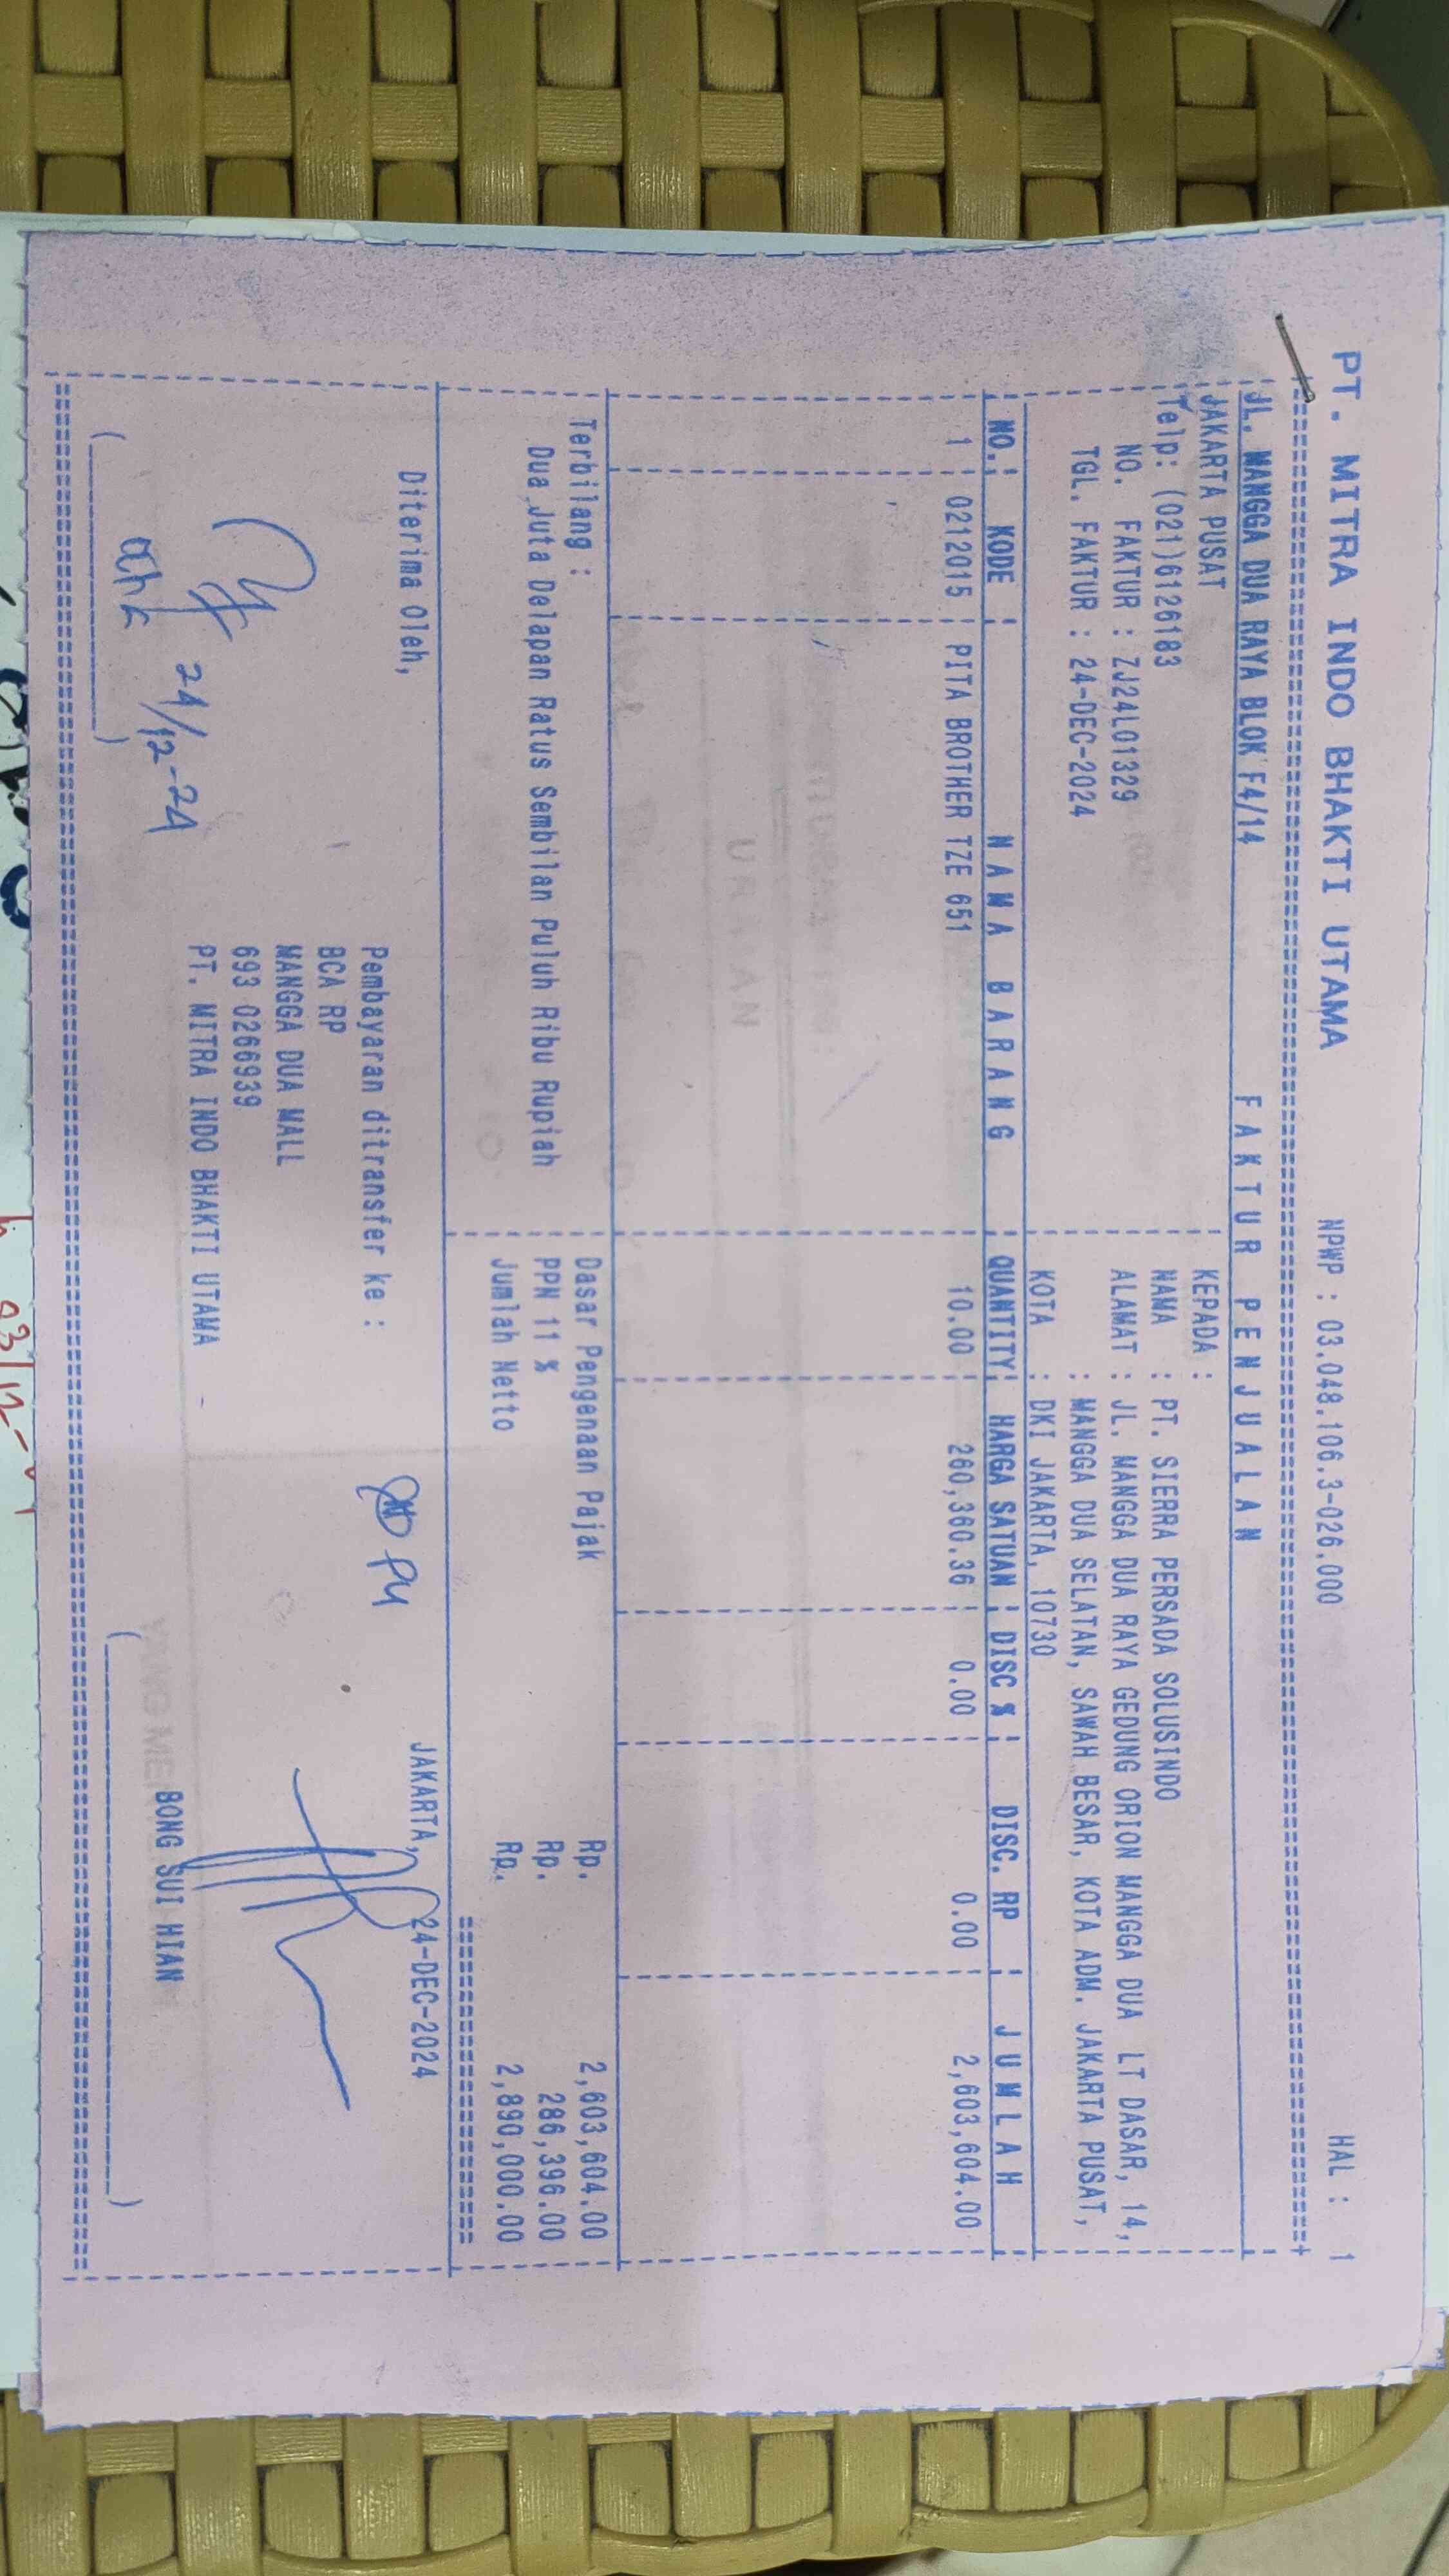 PT. MITRA INDO BHAKTI UTAMA NPWP : 03.048.106.3-026.000 HAL : 1
JL. MANGGA DUA RAYA BLOK F4/14 F A K T U R P E N J U A L A N
JAKARTA PUSAT KEPADA :
Telp: (021)6126183 NAMA : PT. SIERRA PERSADA SOLUSINDO
NO. FAKTUR : ZJ24L01329 ALAMAT : JL. MANGGA DUA RAYA GEDUNG ORION MANGGA DUA LT DASAR, 14,
TGL. FAKTUR : 24-DEC-2024 : MANGGA DUA SELATAN, SAWAH BESAR, KOTA ADM. JAKARTA PUSAT,
KOTA : DKI JAKARTA, 10730
NO. KODE N A M A B A R A N G QUANTITY HARGA SATUAN DISC % DISC. RP J U M L A H
1 0212015 PITA BROTHER TZE 651 10.00 260,360.36 0.00 0.00 2,603,604.00
Terbilang : Dasar Pengenaan Pajak Rp. 2,603,604.00
Dua Juta Delapan Ratus Sembilan Puluh Ribu Rupiah PPN 11 % Rp. 286,396.00
Jumlah Netto Rp. 2,890,000.00
Diterima Oleh, JAKARTA, 24-DEC-2024
Pembayaran ditransfer ke :
BCA RP
MANGGA DUA MALL
693 0266939
PT. MITRA INDO BHAKTI UTAMA
24/12-24
BONG SUI HIAN